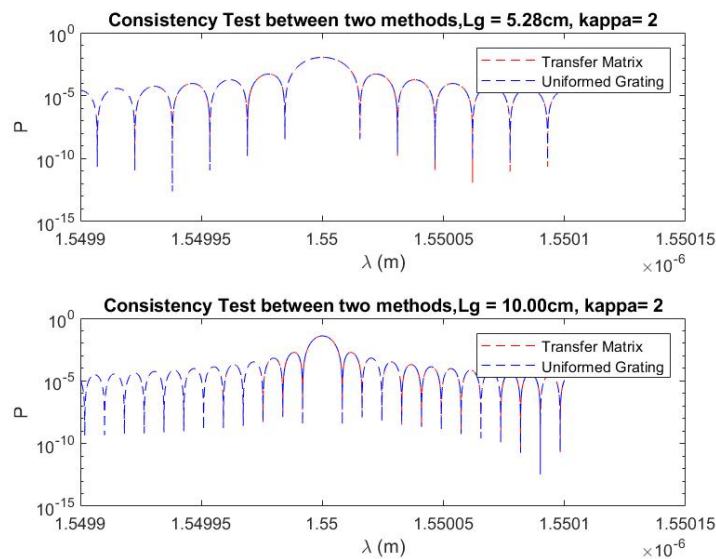 Consistency Test between two methods,Lg = 5.28cm, kappa= 2
10^0
Transfer Matrix
Uniformed Grating
10^-5
P
10^-10
10^-15
1.5499 1.54995 1.55 1.55005 1.5501 1.55015
λ (m)
×10^-6
Consistency Test between two methods,Lg = 10.00cm, kappa= 2
10^0
Transfer Matrix
Uniformed Grating
10^-5
P
10^-10
10^-15
1.5499 1.54995 1.55 1.55005 1.5501 1.55015
λ (m)
×10^-6